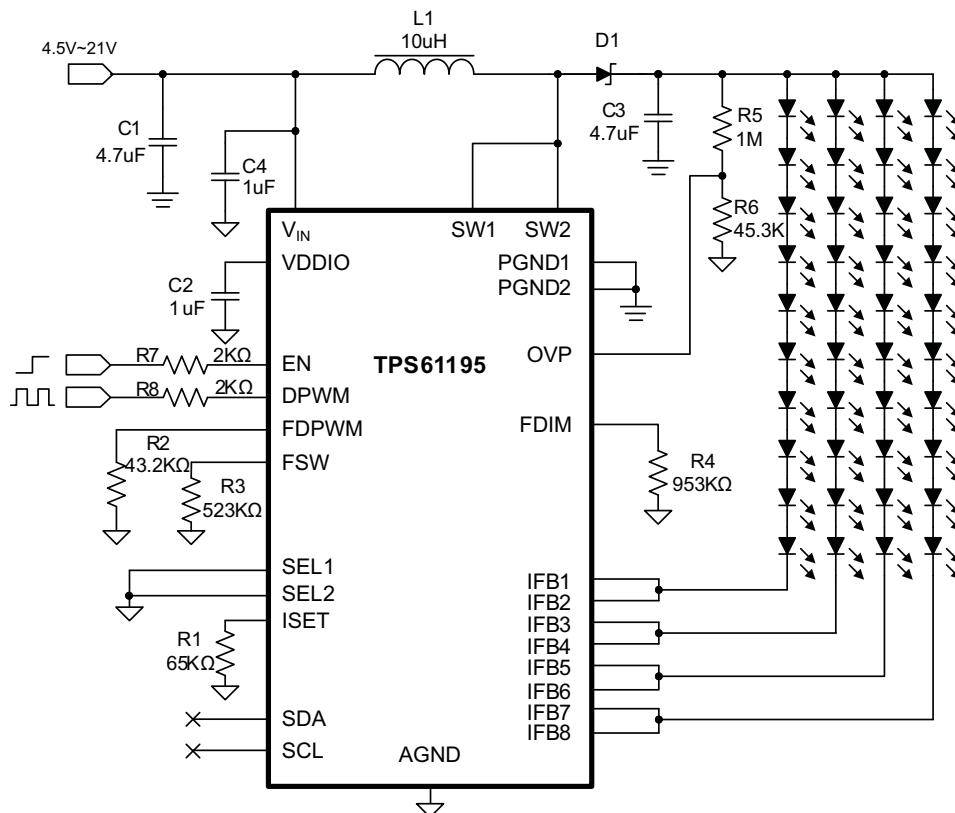 L1
10uH
4.5V~21V
D1
C1
4.7uF
C4
1uF
C3
4.7uF
R5
1M
R6
45.3K
VIN
SW1
SW2
VDDIO
PGND1
PGND2
C2
1uF
R7
2KΩ
EN
TPS61195
OVP
R8
2KΩ
DPWM
FDPWM
FDIM
R2
43.2KΩ
FSW
R3
523KΩ
R4
953KΩ
SEL1
SEL2
ISET
R1
65KΩ
IFB1
IFB2
IFB3
IFB4
IFB5
IFB6
IFB7
IFB8
SDA
SCL
AGND